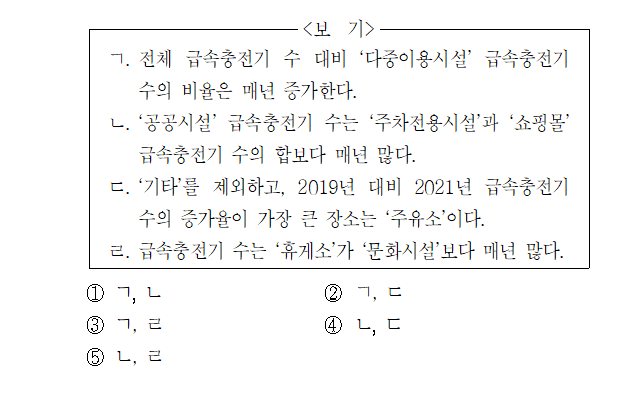 <보 기>
ㄱ. 전체 급속충전기 수 대비 ‘다중이용시설’ 급속충전기
수의 비율은 매년 증가한다.
ㄴ. ‘공공시설’ 급속충전기 수는 ‘주차전용시설’과 ‘쇼핑몰’
급속충전기 수의 합보다 매년 많다.
ㄷ. ‘기타’를 제외하고, 2019년 대비 2021년 급속충전기
수의 증가율이 가장 큰 장소는 ‘주유소’이다.
ㄹ. 급속충전기 수는 ‘휴게소’가 ‘문화시설’보다 매년 많다.
① ㄱ, ㄴ ② ㄱ, ㄷ
③ ㄱ, ㄹ ④ ㄴ, ㄷ
⑤ ㄴ, ㄹ